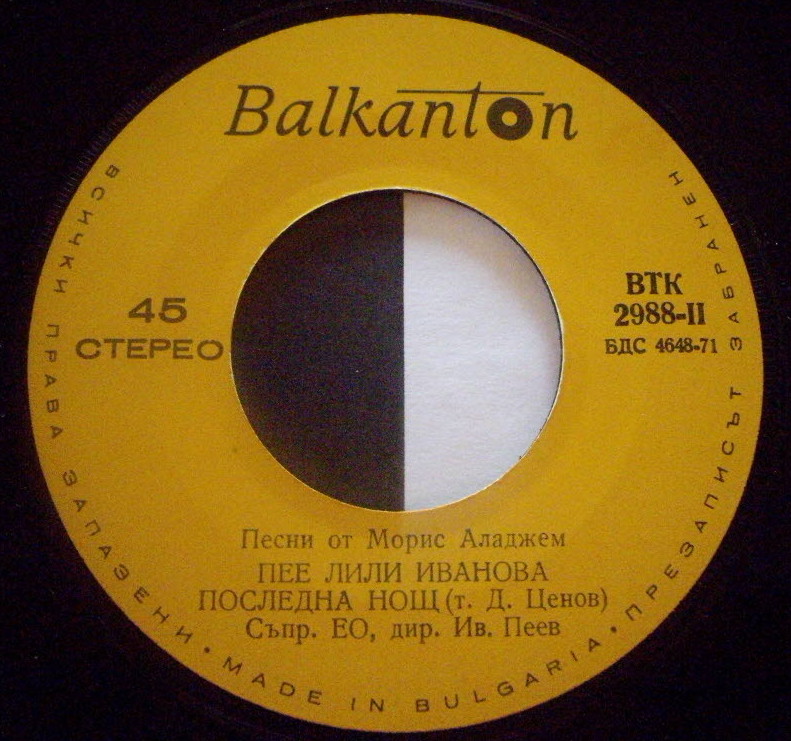 Balkanton
45
СТЕРЕО
ВТК
2988-II
БДС 4648-71
Песни от Морис Аладжем
ПЕЕ ЛИЛИ ИВАНОВА
ПОСЛЕДНА НОЩ (т. Д. Ценов)
Съпр. ЕО, дир. Ив. Пеев
ВСИЧКИ ПРАВА ЗАПАЗЕНИ • MADE IN BULGARIA • ПРЕЗАПИСЪТ ЗАБРАНЕН